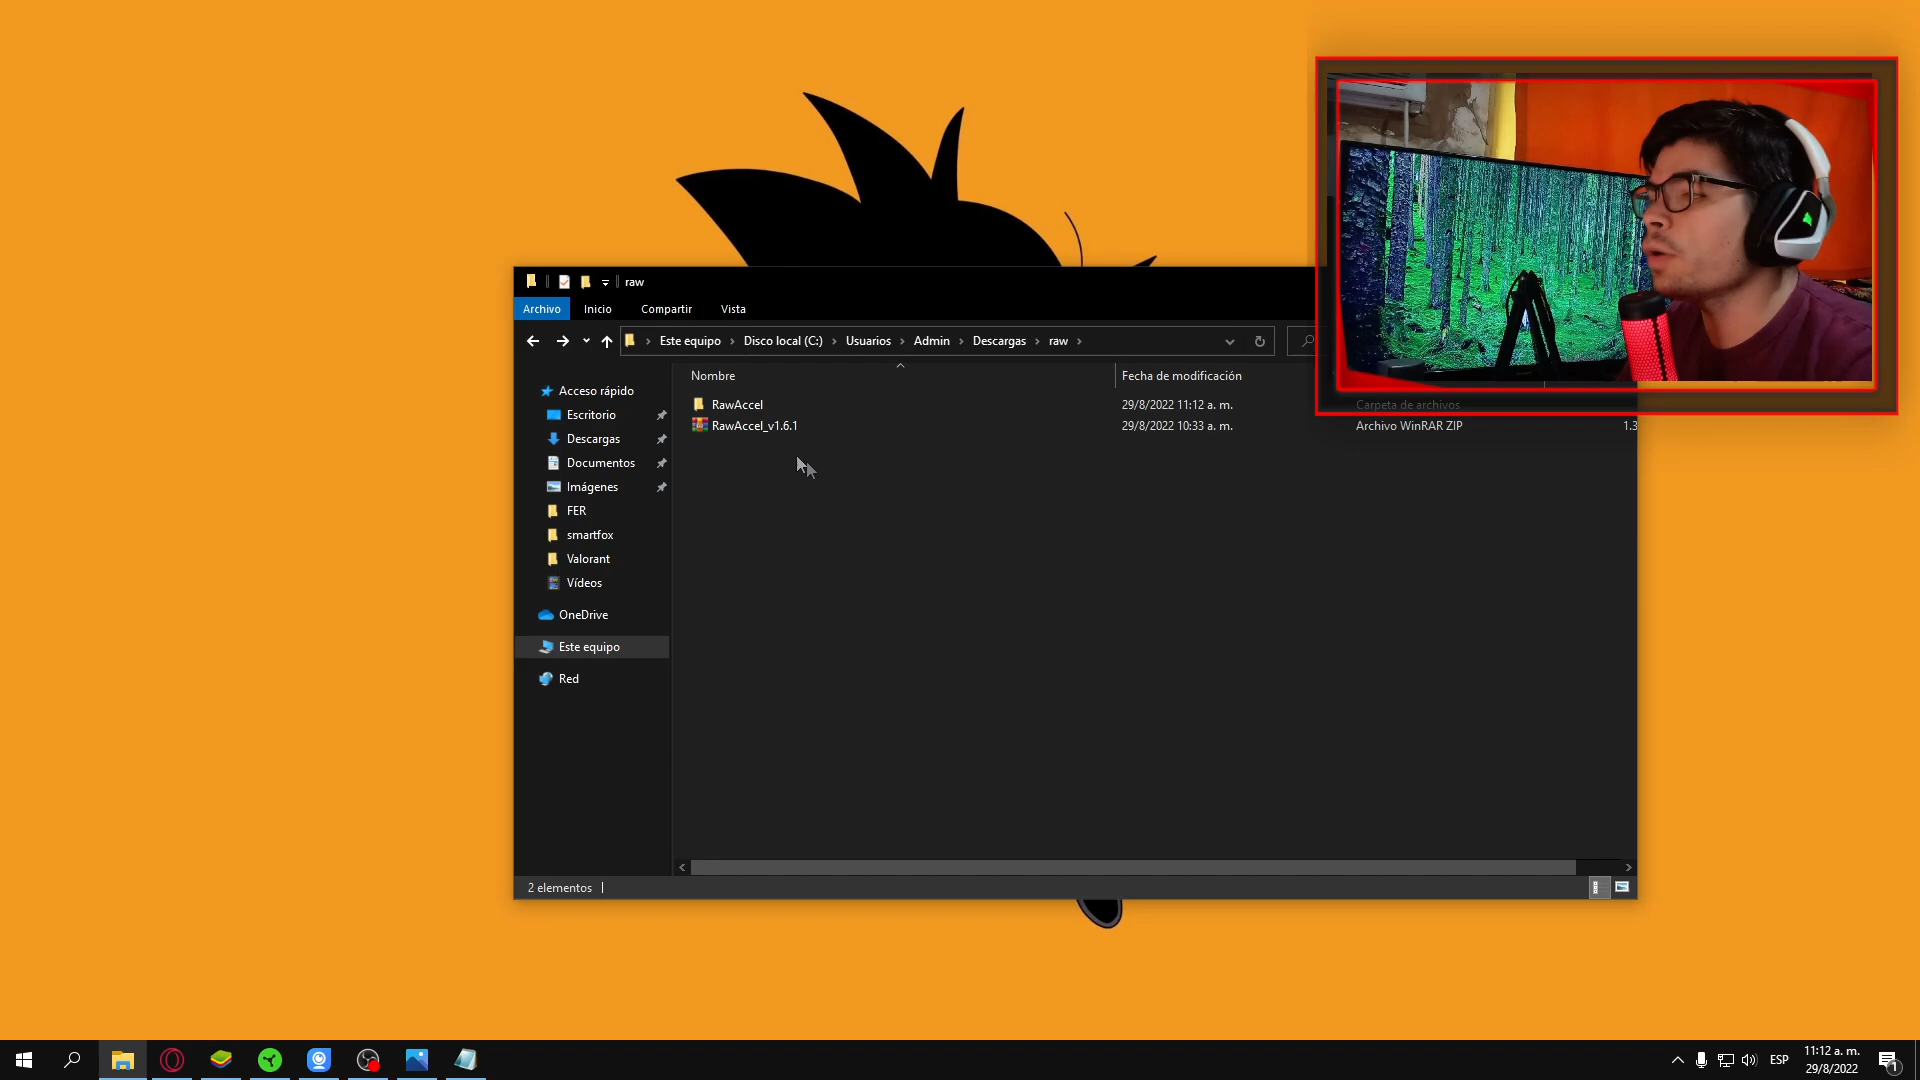 raw
Archivo Inicio Compartir Vista
Este equipo Disco local (C:) Usuarios Admin Descargas raw
Nombre Fecha de modificación
Acceso rápido
Escritorio
Descargas
Documentos
Imágenes
FER
smartfox
Valorant
Vídeos
OneDrive
Este equipo
Red
RawAccel 29/8/2022 11:12 a. m. Carpeta de archivos
RawAccel_v1.6.1 29/8/2022 10:33 a. m. Archivo WinRAR ZIP 1.3
2 elementos
ESP
11:12 a. m.
29/8/2022
1